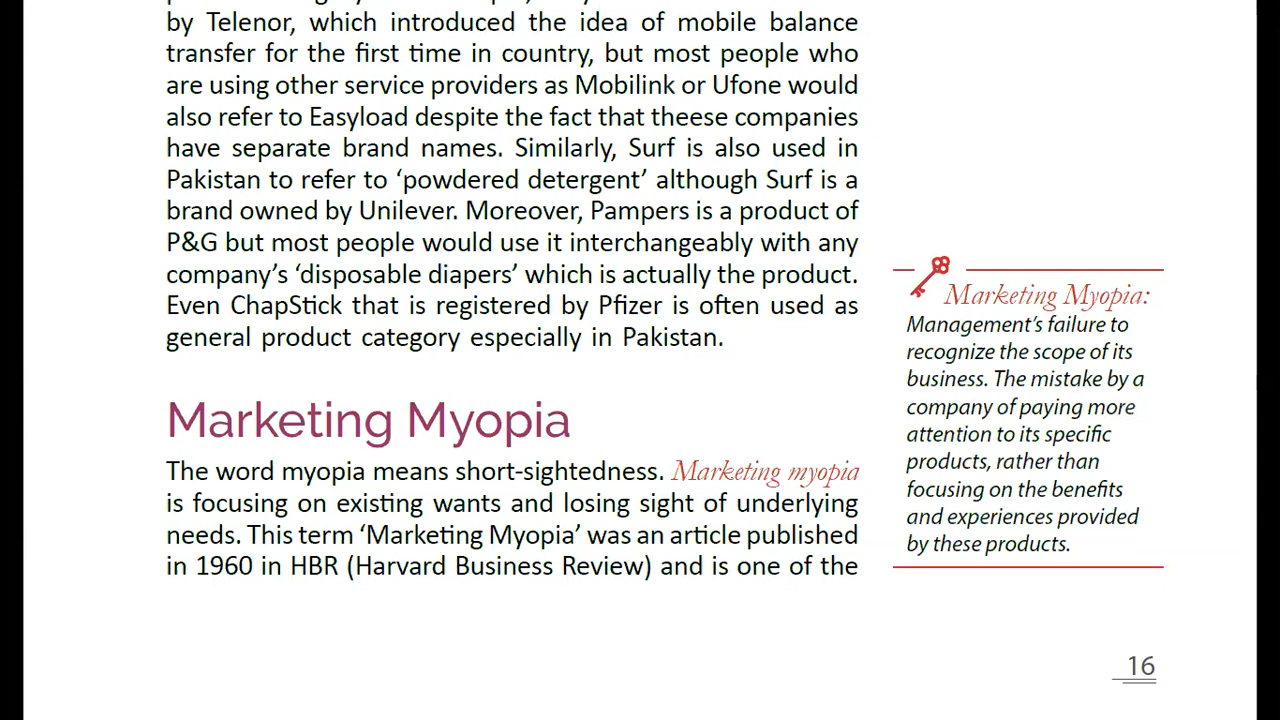 by Telenor, which introduced the idea of mobile balance
transfer for the first time in country, but most people who
are using other service providers as Mobilink or Ufone would
also refer to Easyload despite the fact that theese companies
have separate brand names. Similarly, Surf is also used in
Pakistan to refer to ‘powdered detergent’ although Surf is a
brand owned by Unilever. Moreover, Pampers is a product of
P&G but most people would use it interchangeably with any
company’s ‘disposable diapers’ which is actually the product.
Even ChapStick that is registered by Pfizer is often used as
general product category especially in Pakistan.
Marketing Myopia
The word myopia means short-sightedness. Marketing myopia
is focusing on existing wants and losing sight of underlying
needs. This term ‘Marketing Myopia’ was an article published
in 1960 in HBR (Harvard Business Review) and is one of the
Marketing Myopia:
Management’s failure to
recognize the scope of its
business. The mistake by a
company of paying more
attention to its specific
products, rather than
focusing on the benefits
and experiences provided
by these products.
16